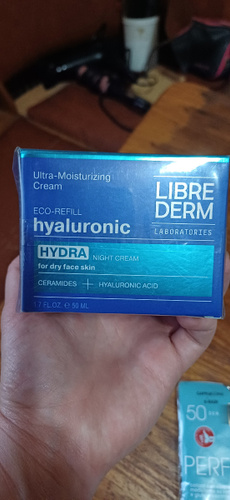 Ultra-Moisturizing
Cream
ECO-REFILL
hyaluronic
LIBRE
DERM
LABORATORIES
HYDRA NIGHT CREAM
for dry face skin
CERAMIDES + HYALURONIC ACID
1.7 FL.OZ. ℮ 50 ML
50
PERF